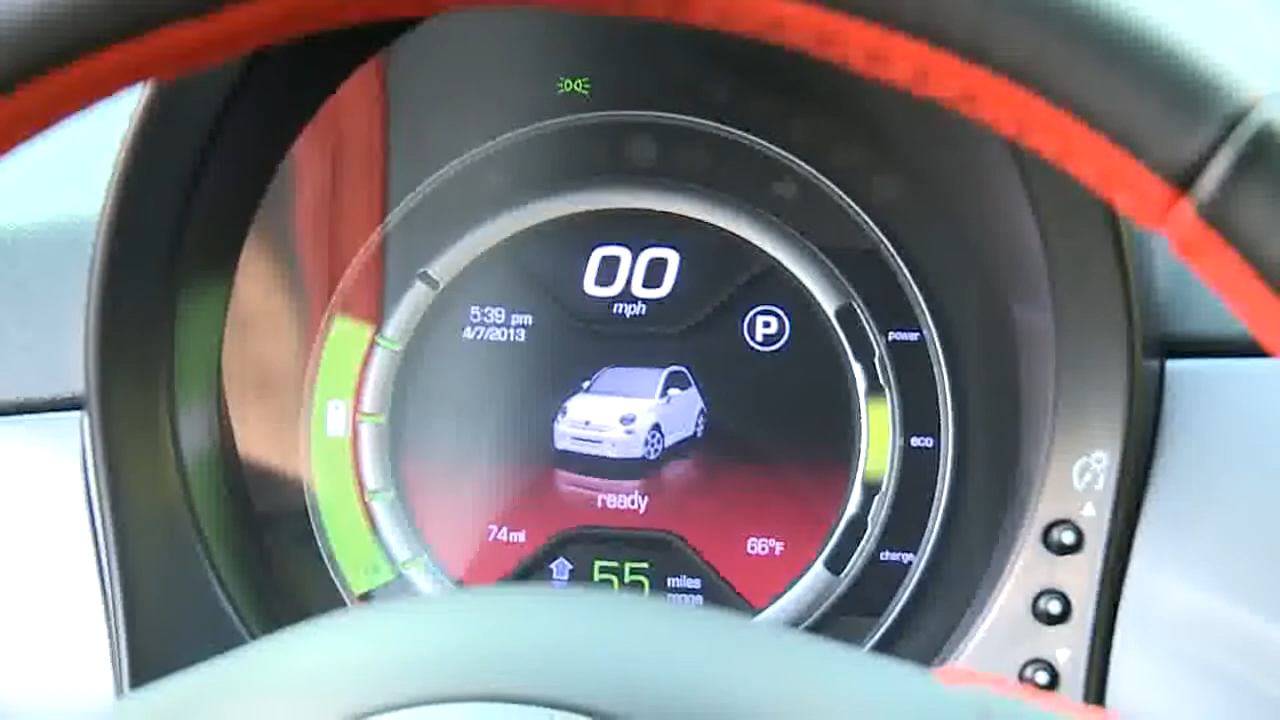 00
mph
5:39 pm
4/7/2013
P
power
eco
charge
ready
74mi
66°F
55 miles